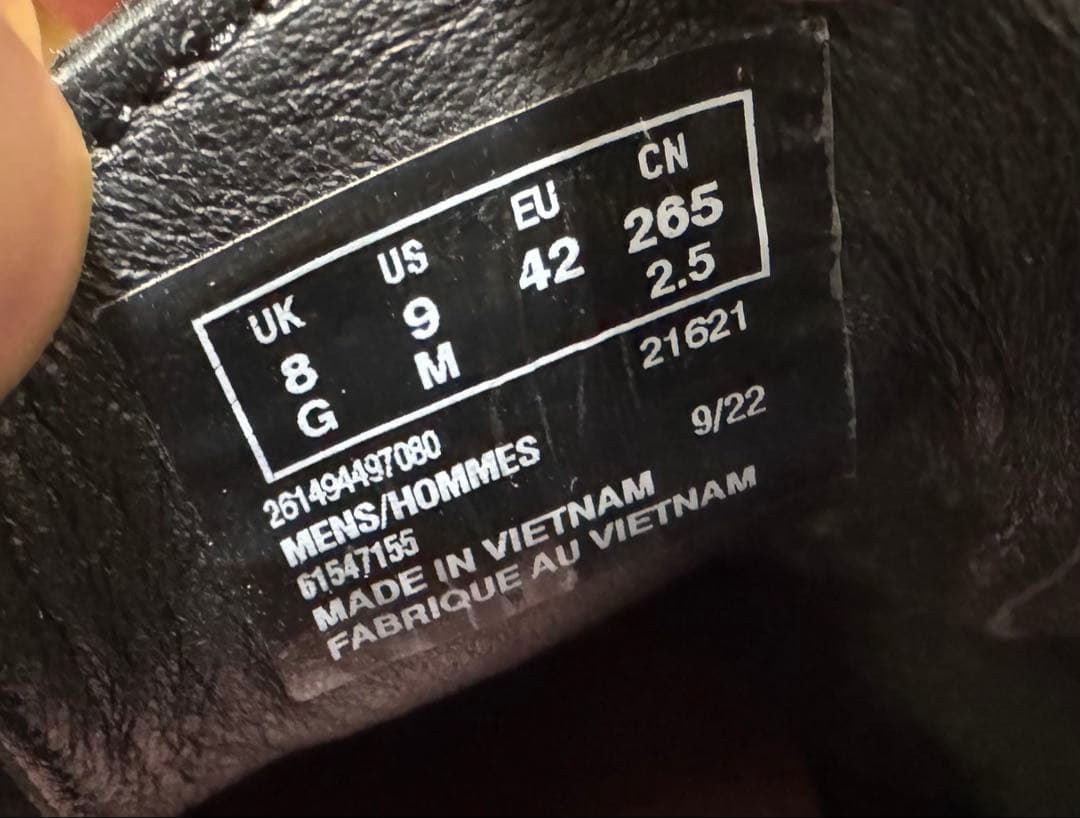 UK US EU CN
8 9 42 265
G M 2.5
261494497080 21621
MENS/HOMMES 9/22
61547155
MADE IN VIETNAM
FABRIQUE AU VIETNAM